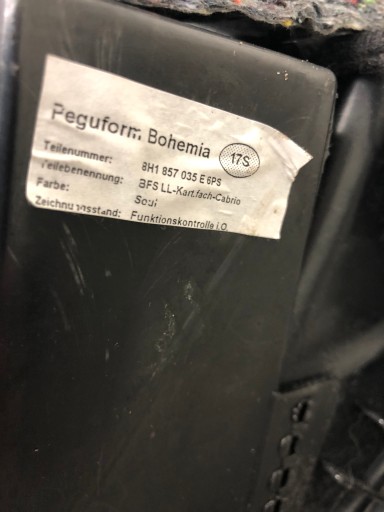 Peguform Bohemia
17S
Teilenummer: 8H1 857 035 E 6PS
Teilebenennung: BFS LL-Kart.fach-Cabrio
Farbe: Soul
Zeichnungsstand: Funktionskontrolle i.O.